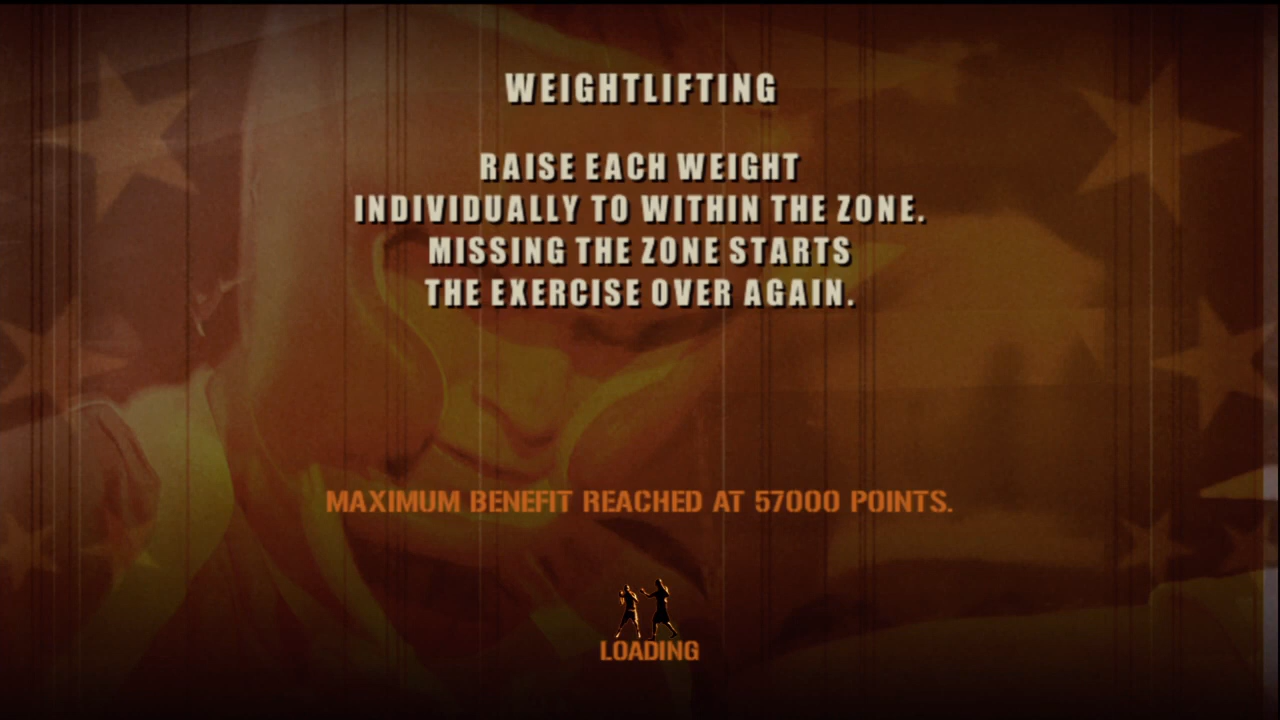 WEIGHTLIFTING
RAISE EACH WEIGHT
INDIVIDUALLY TO WITHIN THE ZONE.
MISSING THE ZONE STARTS
THE EXERCISE OVER AGAIN.
MAXIMUM BENEFIT REACHED AT 57000 POINTS.
LOADING